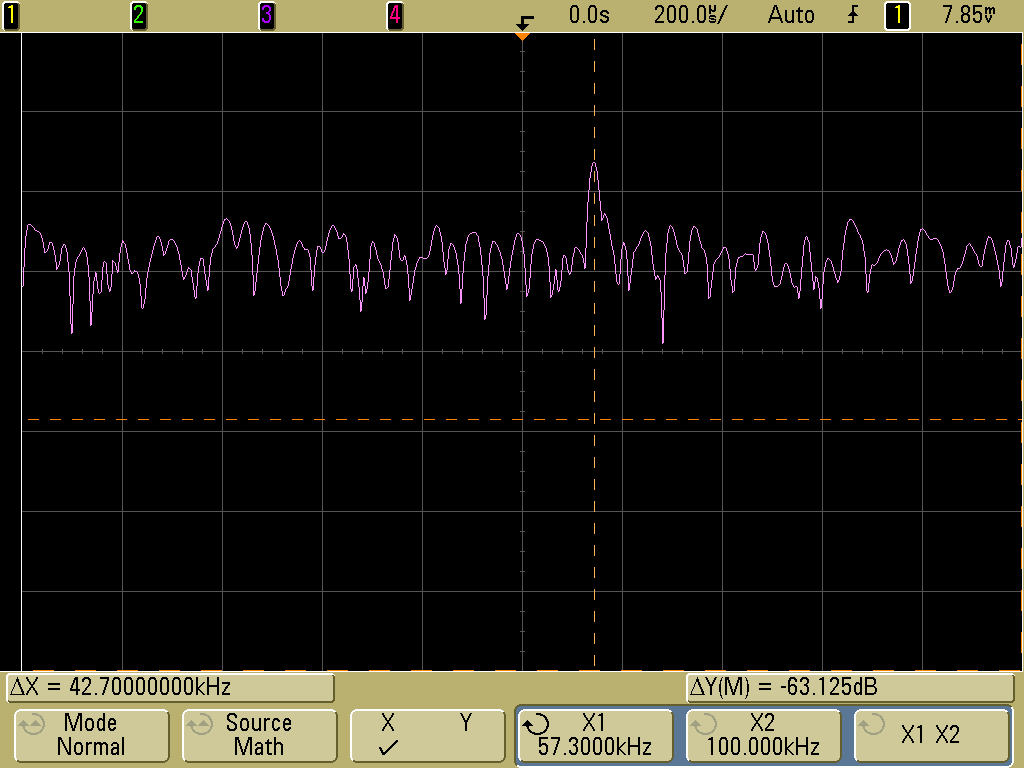 1 2 3 4 0.0s 200.0㎲/ Auto 1 7.85mV
ΔX = 42.70000000kHz ΔY(M) = -63.125dB
Mode Source X Y X1 X2 X1 X2
Normal Math ✓ 57.3000kHz 100.000kHz